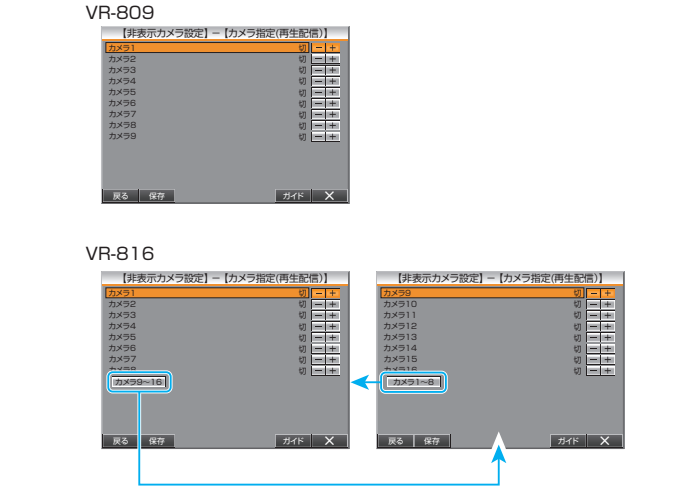 VR-809
【非表示カメラ設定】－【カメラ指定(再生配信)】
カメラ1 切 － ＋
カメラ2 切 － ＋
カメラ3 切 － ＋
カメラ4 切 － ＋
カメラ5 切 － ＋
カメラ6 切 － ＋
カメラ7 切 － ＋
カメラ8 切 － ＋
カメラ9 切 － ＋
戻る 保存 ガイド ✕
VR-816
【非表示カメラ設定】－【カメラ指定(再生配信)】
カメラ1 切 － ＋
カメラ2 切 － ＋
カメラ3 切 － ＋
カメラ4 切 － ＋
カメラ5 切 － ＋
カメラ6 切 － ＋
カメラ7 切 － ＋
カメラ8 切 － ＋
カメラ9～16
戻る 保存 ガイド ✕
【非表示カメラ設定】－【カメラ指定(再生配信)】
カメラ9 切 － ＋
カメラ10 切 － ＋
カメラ11 切 － ＋
カメラ12 切 － ＋
カメラ13 切 － ＋
カメラ14 切 － ＋
カメラ15 切 － ＋
カメラ16 切 － ＋
カメラ1～8
戻る 保存 ガイド ✕